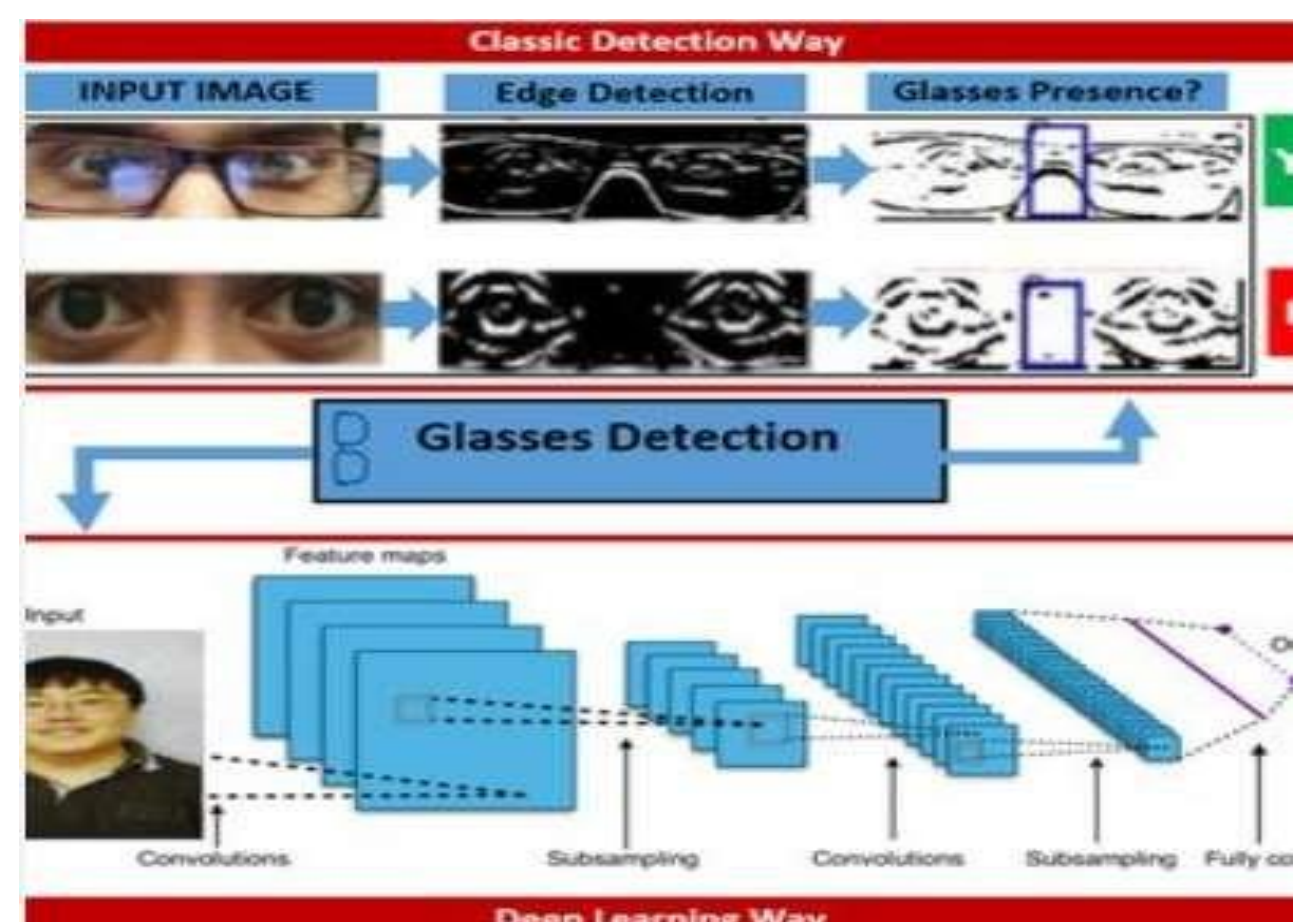 Classic Detection Way
INPUT IMAGE
Edge Detection
Glasses Presence?
Glasses Detection
Feature maps
Input
Convolutions
Subsampling
Convolutions
Subsampling
Fully
Deep Learning Way